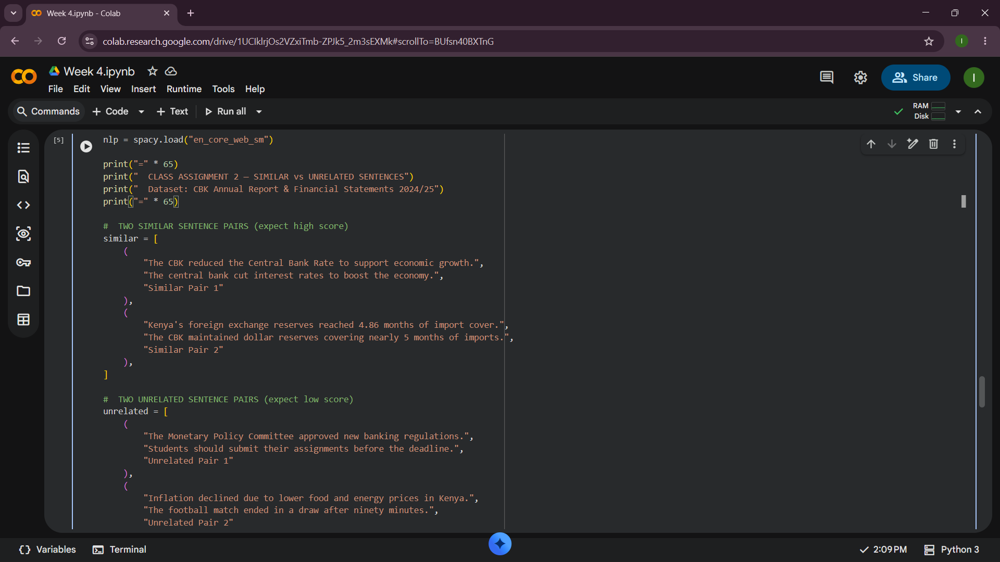 Week 4.ipynb - Colab
colab.research.google.com/drive/1UCIklrjOs2VZxiTmb-ZPJk5_2m3sEXMk#scrollTo=BUfsn40BXTnG
I
Week 4.ipynb
File Edit View Insert Runtime Tools Help
Share
I
Commands + Code + Text Run all
RAM
Disk
[5]
nlp = spacy.load("en_core_web_sm")
print("=" * 65)
print("  CLASS ASSIGNMENT 2 — SIMILAR vs UNRELATED SENTENCES")
print("  Dataset: CBK Annual Report & Financial Statements 2024/25")
print("=" * 65)
#  TWO SIMILAR SENTENCE PAIRS (expect high score)
similar = [
(
"The CBK reduced the Central Bank Rate to support economic growth.",
"The central bank cut interest rates to boost the economy.",
"Similar Pair 1"
),
(
"Kenya's foreign exchange reserves reached 4.86 months of import cover.",
"The CBK maintained dollar reserves covering nearly 5 months of imports.",
"Similar Pair 2"
),
]
#  TWO UNRELATED SENTENCE PAIRS (expect low score)
unrelated = [
(
"The Monetary Policy Committee approved new banking regulations.",
"Students should submit their assignments before the deadline.",
"Unrelated Pair 1"
),
(
"Inflation declined due to lower food and energy prices in Kenya.",
"The football match ended in a draw after ninety minutes.",
"Unrelated Pair 2"
Variables Terminal
2:09 PM Python 3